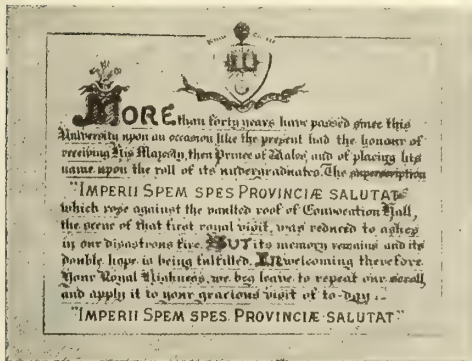 MORE than forty years have passed since this
University upon an occasion like the present had the honour of
receiving His Majesty, then Prince of Wales, and of placing his
name upon the roll of its undergraduates. The superscription
"IMPERII SPEM SPES PROVINCIÆ SALUTAT"
which rose against the vaulted roof of Convocation Hall,
the scene of that first royal visit, was reduced to ashes
in our disastrous fire. BUT its memory remains and its
double hope is being fulfilled. IN welcoming therefore
Your Royal Highness, we beg leave to repeat our scroll
and apply it to your gracious visit of to-day :-
"IMPERII SPEM SPES PROVINCIÆ SALUTAT"